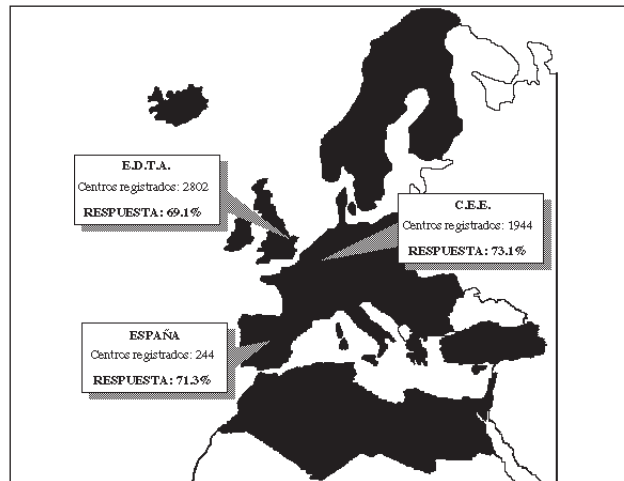 E.D.T.A.
Centros registrados: 2802
RESPUESTA: 69.1%
C.E.E.
Centros registrados: 1944
RESPUESTA: 73.1%
ESPAÑA
Centros registrados: 244
RESPUESTA: 71.3%